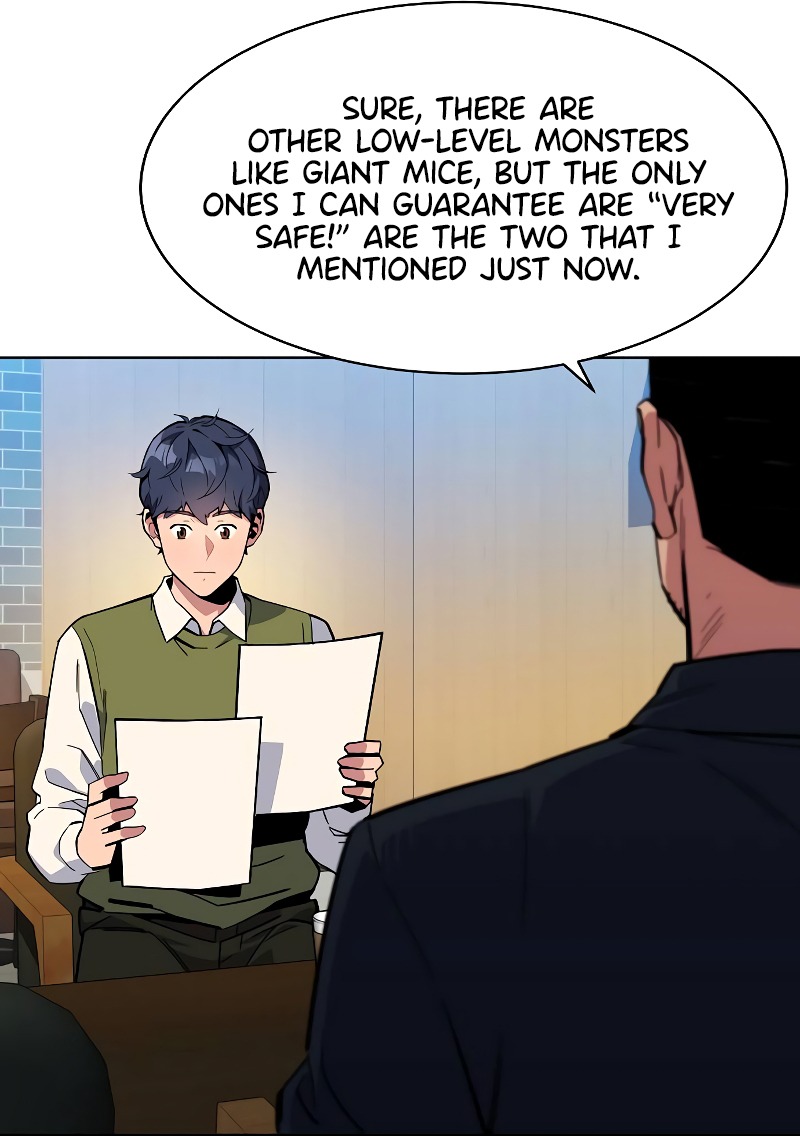 SURE, THERE ARE
OTHER LOW-LEVEL MONSTERS
LIKE GIANT MICE, BUT THE ONLY
ONES I CAN GUARANTEE ARE “VERY
SAFE!” ARE THE TWO THAT I
MENTIONED JUST NOW.